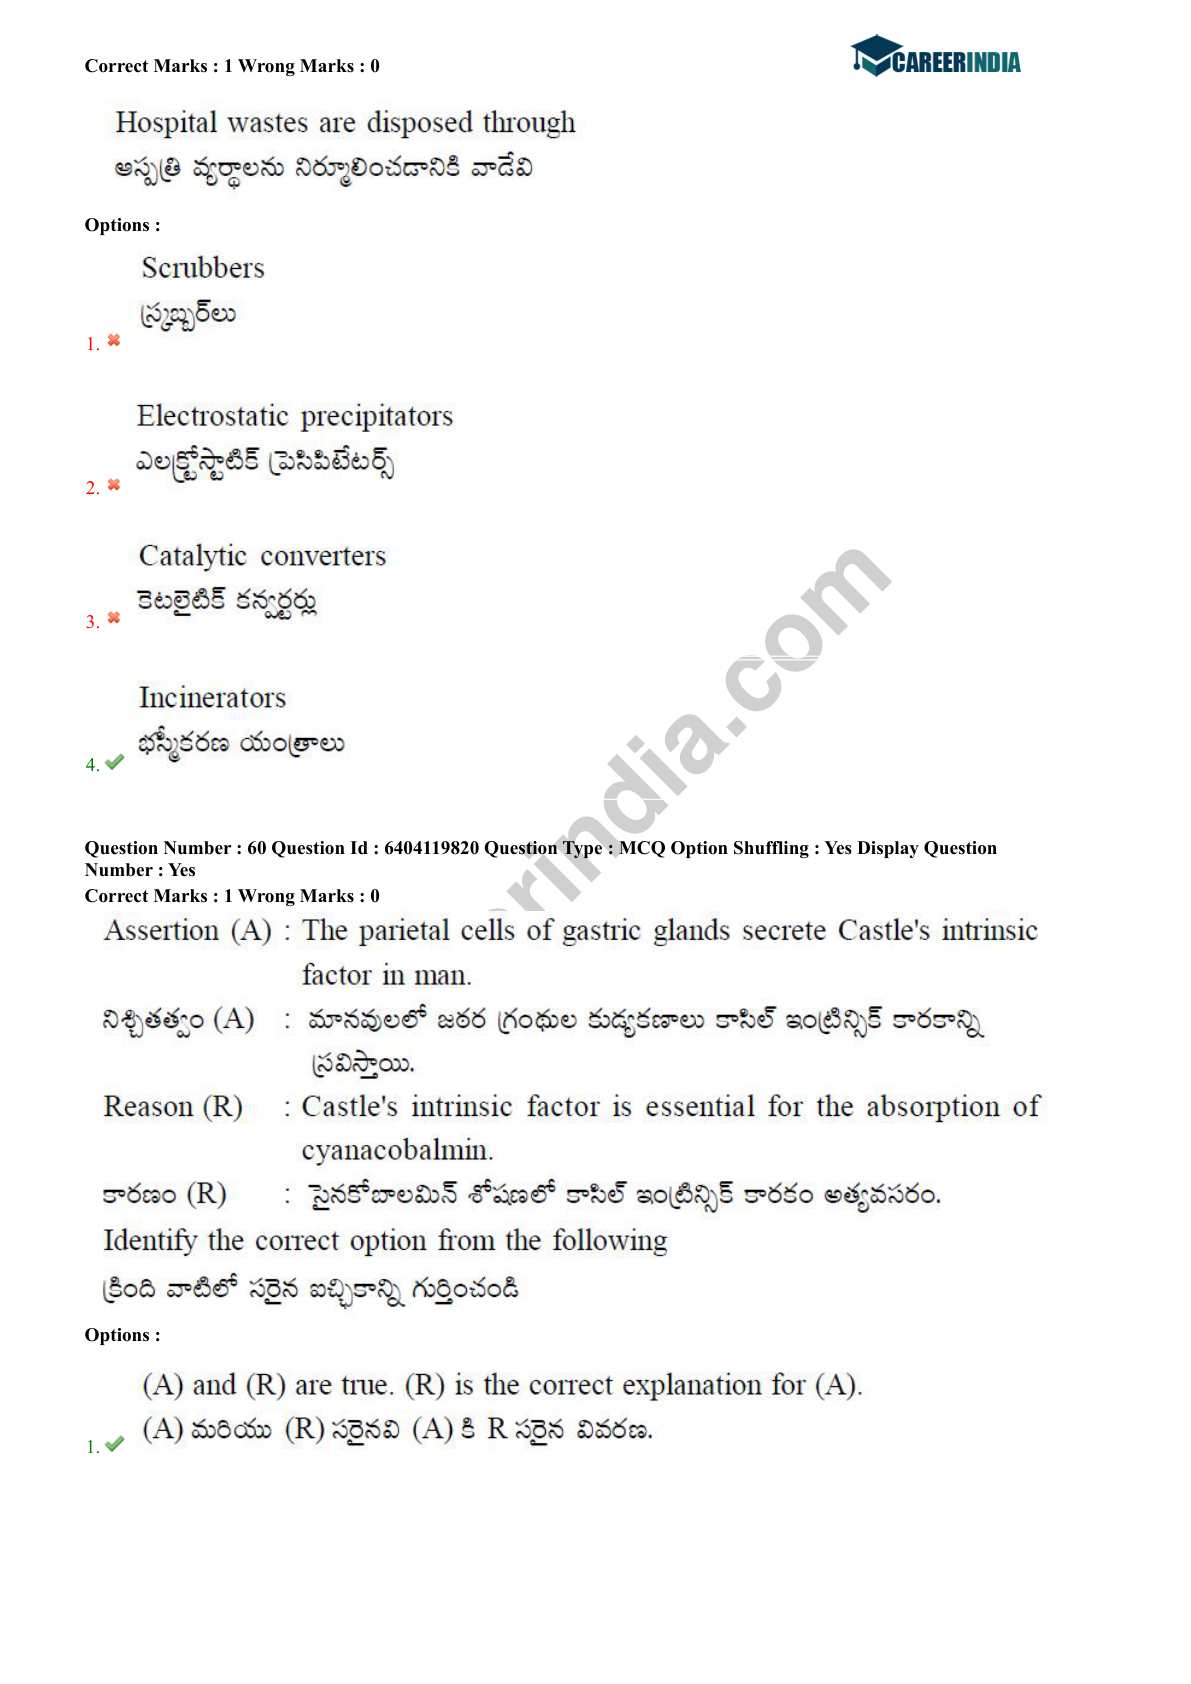 Correct Marks : 1 Wrong Marks : 0
CAREERINDIA
Hospital wastes are disposed through
ఆస్పత్రి వ్యర్థాలను నిర్మూలించడానికి వాడేవి
Options :
Scrubbers
స్క్రబ్బర్‌లు
1.
Electrostatic precipitators
ఎలక్ట్రోస్టాటిక్ ప్రెసిపిటేటర్స్
2.
Catalytic converters
కెటలైటిక్ కన్వర్టర్లు
3.
Incinerators
భస్మీకరణ యంత్రాలు
4.
rindia.com
Question Number : 60 Question Id : 6404119820 Question Type : MCQ Option Shuffling : Yes Display Question
Number : Yes
Correct Marks : 1 Wrong Marks : 0
Assertion (A) : The parietal cells of gastric glands secrete Castle's intrinsic
factor in man.
నిశ్చితత్వం (A) : మానవులలో జఠర గ్రంథుల కుడ్యకణాలు కాసిల్ ఇంట్రిన్సిక్ కారకాన్ని
స్రవిస్తాయి.
Reason (R) : Castle's intrinsic factor is essential for the absorption of
cyanacobalmin.
కారణం (R) : సైనకోబాలమిన్ శోషణలో కాసిల్ ఇంట్రిన్సిక్ కారకం అత్యవసరం.
Identify the correct option from the following
క్రింది వాటిలో సరైన ఐచ్ఛికాన్ని గుర్తించండి
Options :
(A) and (R) are true. (R) is the correct explanation for (A).
(A) మరియు (R) సరైనవి (A) కి R సరైన వివరణ.
1.